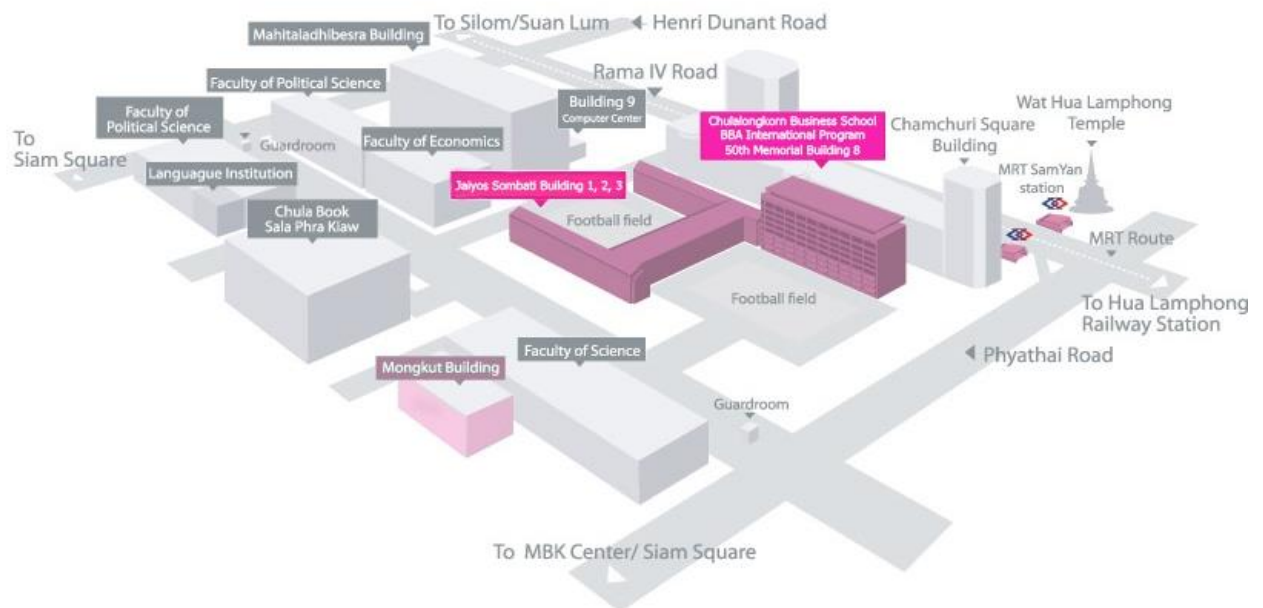 To Silom/Suan Lum
Henri Dunant Road
Mahitaladhibesra Building
Rama IV Road
Faculty of Political Science
Building 9
Computer Center
Wat Hua Lamphong
Temple
Faculty of
Political Science
Chulalongkorn Business School
BBA International Program
50th Memorial Building 8
Chamchuri Square
Building
To
Siam Square
Guardroom
Faculty of Economics
MRT SamYan
station
Languague Institution
Jaiyos Sombati Building 1, 2, 3
Chula Book
Sala Phra Kiaw
Football field
MRT Route
Football field
To Hua Lamphong
Railway Station
Faculty of Science
Phyathai Road
Mongkut Building
Guardroom
To MBK Center/ Siam Square